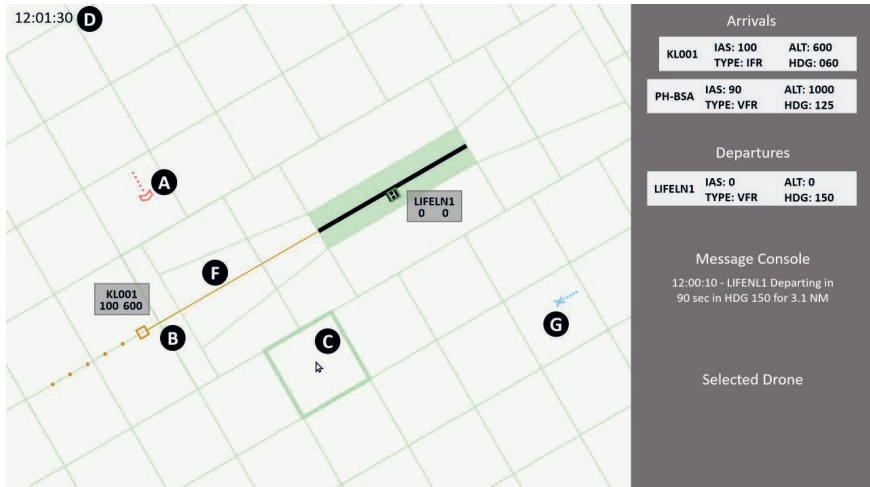 12:01:30 D
A
LIFELN1
0 0
F
KL001
100 600
B
C
G
H
Arrivals
KL001 IAS: 100 ALT: 600
TYPE: IFR HDG: 060
PH-BSA IAS: 90 ALT: 1000
TYPE: VFR HDG: 125
Departures
LIFELN1 IAS: 0 ALT: 0
TYPE: VFR HDG: 150
Message Console
12:00:10 - LIFENL1 Departing in
90 sec in HDG 150 for 3.1 NM
Selected Drone